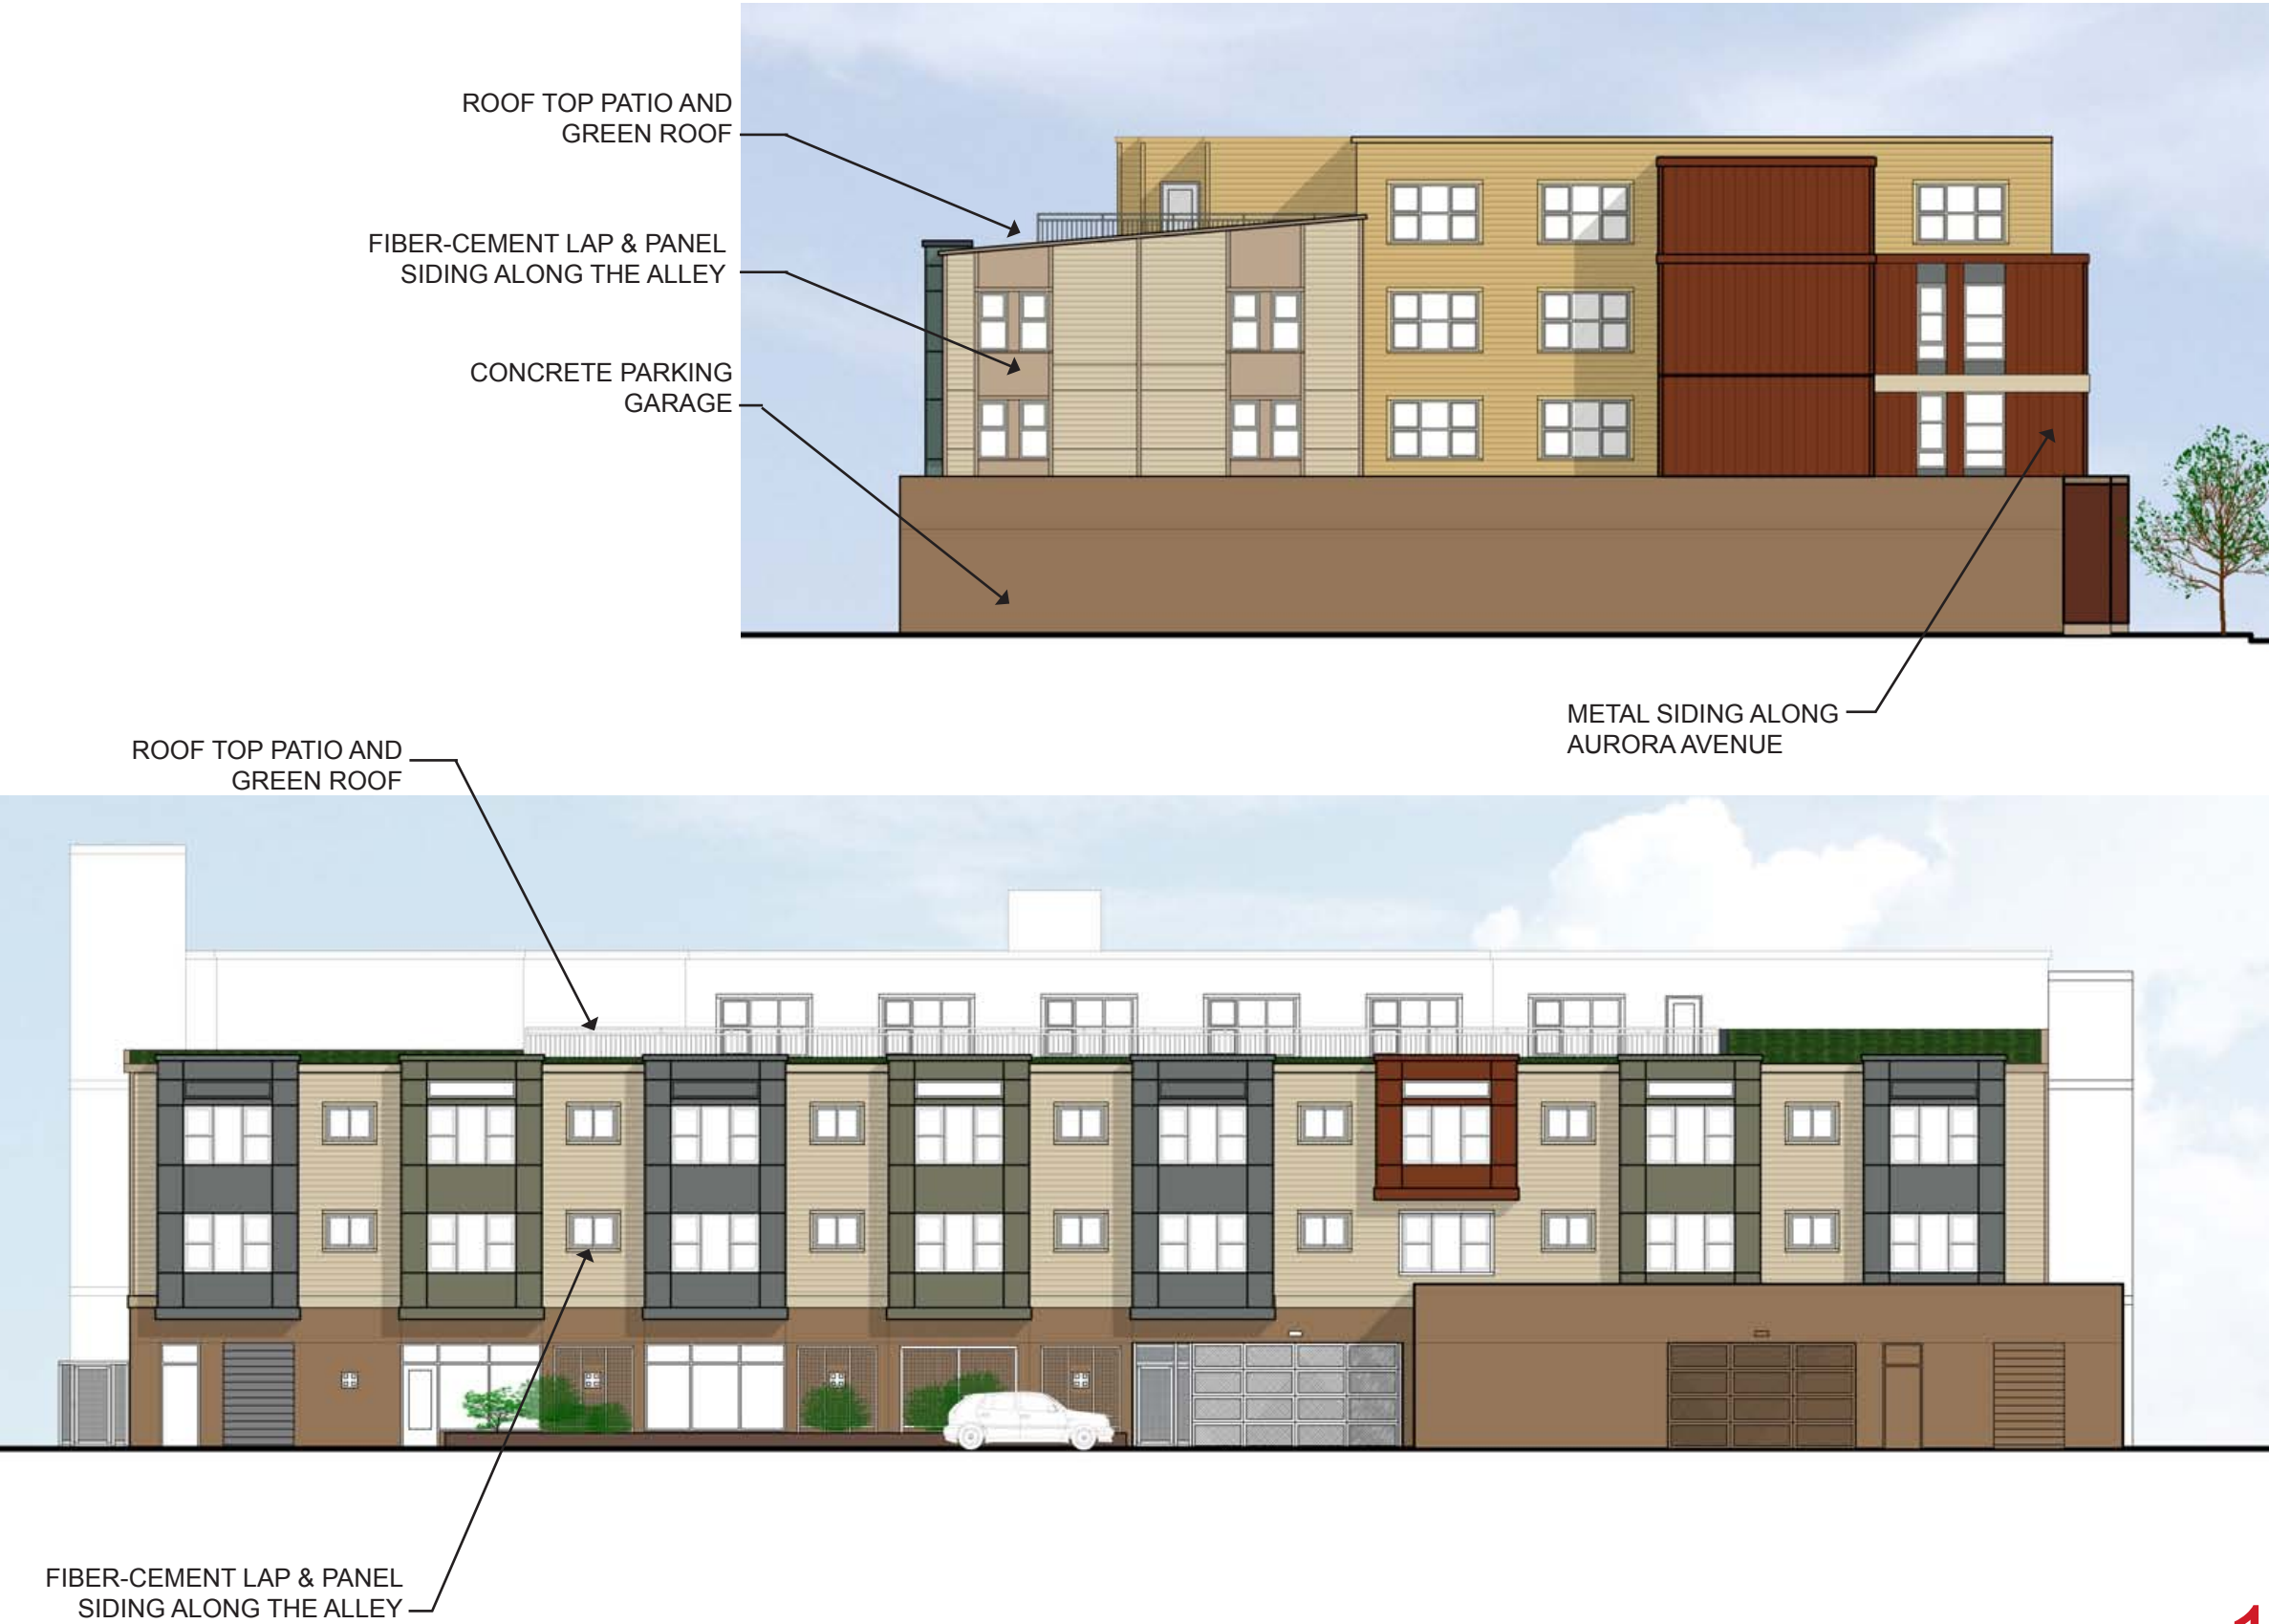 ROOF TOP PATIO AND
GREEN ROOF
FIBER-CEMENT LAP & PANEL
SIDING ALONG THE ALLEY
CONCRETE PARKING
GARAGE
METAL SIDING ALONG
AURORA AVENUE
ROOF TOP PATIO AND
GREEN ROOF
FIBER-CEMENT LAP & PANEL
SIDING ALONG THE ALLEY